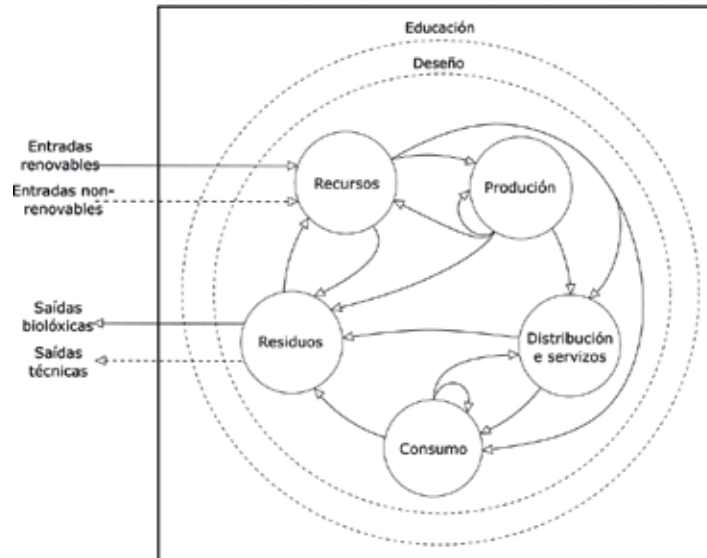 Educación
Deseño
Entradas
renovables
Entradas non-
renovables
Recursos
Produción
Saídas
biolóxicas
Saídas
técnicas
Residuos
Distribución
e servizos
Consumo